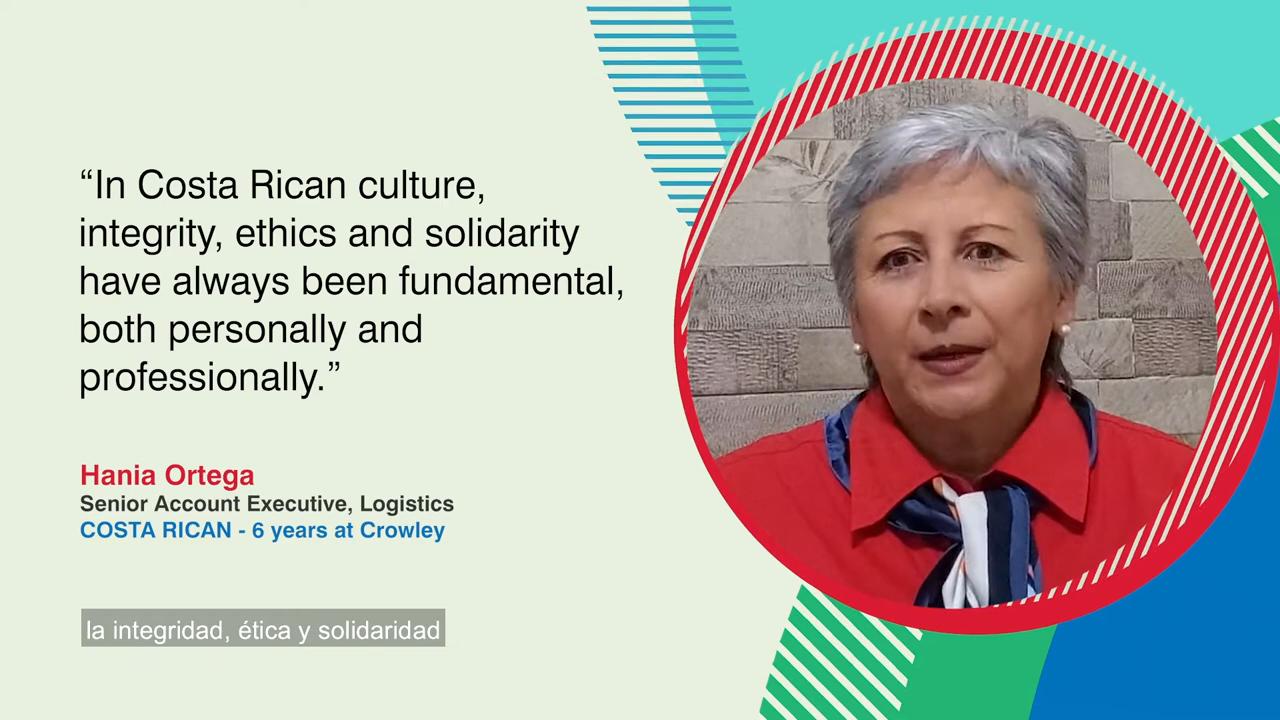 “In Costa Rican culture,
integrity, ethics and solidarity
have always been fundamental,
both personally and
professionally.”
Hania Ortega
Senior Account Executive, Logistics
COSTA RICAN - 6 years at Crowley
la integridad, ética y solidaridad